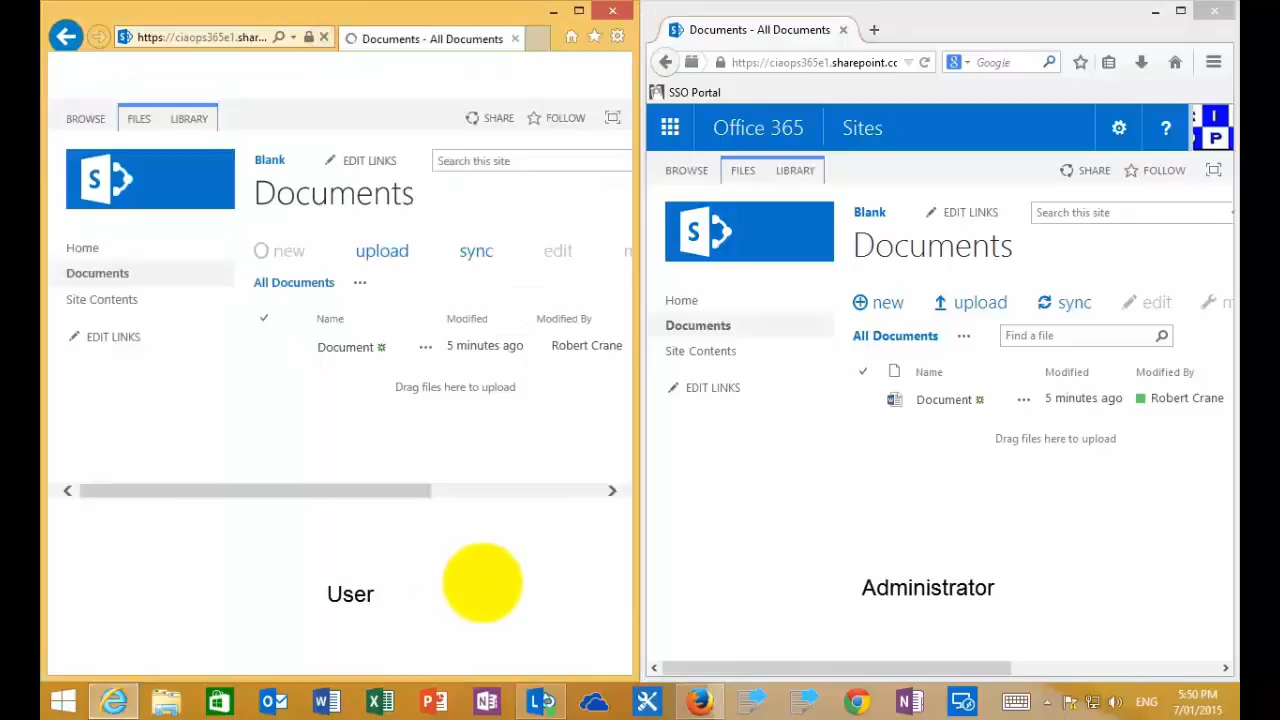 https://ciaops365e1.shar...
Documents - All Documents
BROWSE
FILES
LIBRARY
SHARE
FOLLOW
S
Blank
EDIT LINKS
Search this site
Documents
Home
Documents
Site Contents
EDIT LINKS
new
upload
sync
edit
m
All Documents
...
Name
Modified
Modified By
Document
...
5 minutes ago
Robert Crane
Drag files here to upload
User
Documents - All Documents
https://ciaops365e1.sharepoint.cc
Google
SSO Portal
Office 365
Sites
?
I
P
BROWSE
FILES
LIBRARY
SHARE
FOLLOW
S
Blank
EDIT LINKS
Search this site
Documents
Home
Documents
Site Contents
EDIT LINKS
new
upload
sync
edit
m
All Documents
...
Find a file
Name
Modified
Modified By
Document
...
5 minutes ago
Robert Crane
Drag files here to upload
Administrator
ENG
5:50 PM
7/01/2015